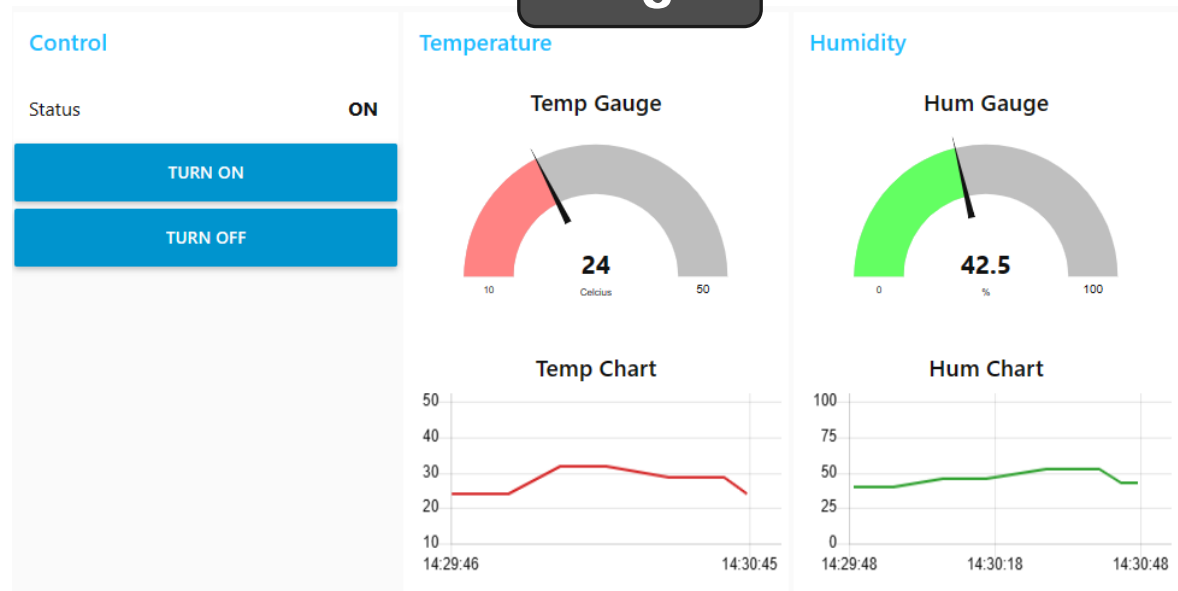 Control
Status ON
TURN ON
TURN OFF
Temperature
Temp Gauge
24
10 Celcius 50
Temp Chart
50
40
30
20
10
14:29:46 14:30:45
Humidity
Hum Gauge
42.5
0 % 100
Hum Chart
100
75
50
25
0
14:29:48 14:30:18 14:30:48